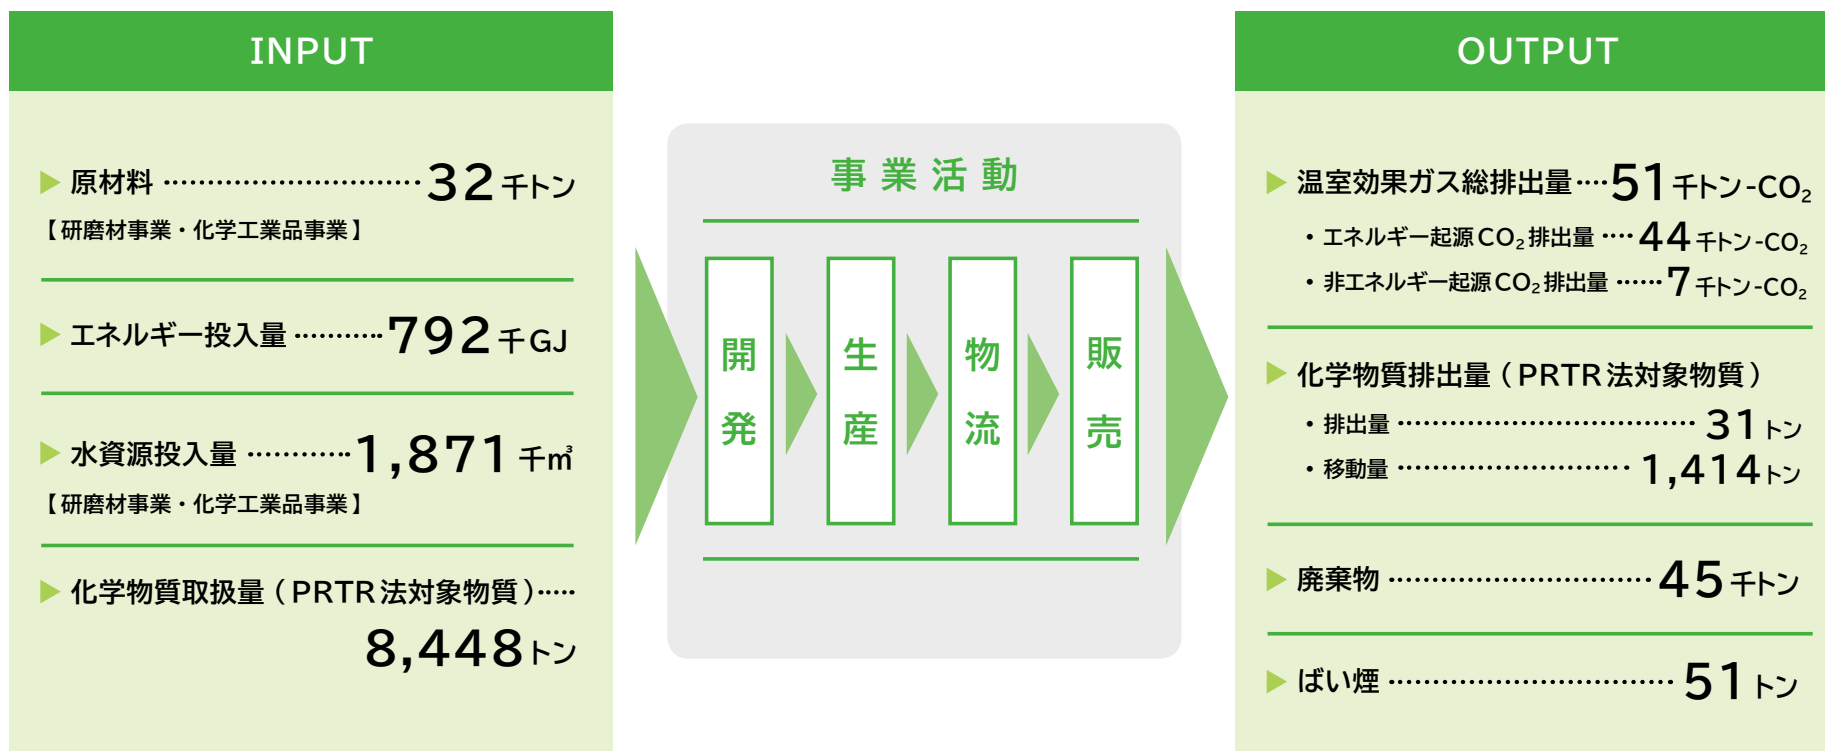 INPUT
▶ 原材料 ………………………… 32 千トン
【研磨材事業・化学工業品事業】
▶ エネルギー投入量 ……… 792 千GJ
▶ 水資源投入量 ……… 1,871 千㎥
【研磨材事業・化学工業品事業】
▶ 化学物質取扱量（PRTR法対象物質）……
8,448 トン
事業活動
開発
生産
物流
販売
OUTPUT
▶ 温室効果ガス総排出量 …… 51 千トン-CO₂
・エネルギー起源CO₂排出量 …… 44 千トン-CO₂
・非エネルギー起源CO₂排出量 …… 7 千トン-CO₂
▶ 化学物質排出量（PRTR法対象物質）
・排出量 ………………………… 31 トン
・移動量 ………………………… 1,414 トン
▶ 廃棄物 ………………………… 45 千トン
▶ ばい煙 ………………………… 51 トン